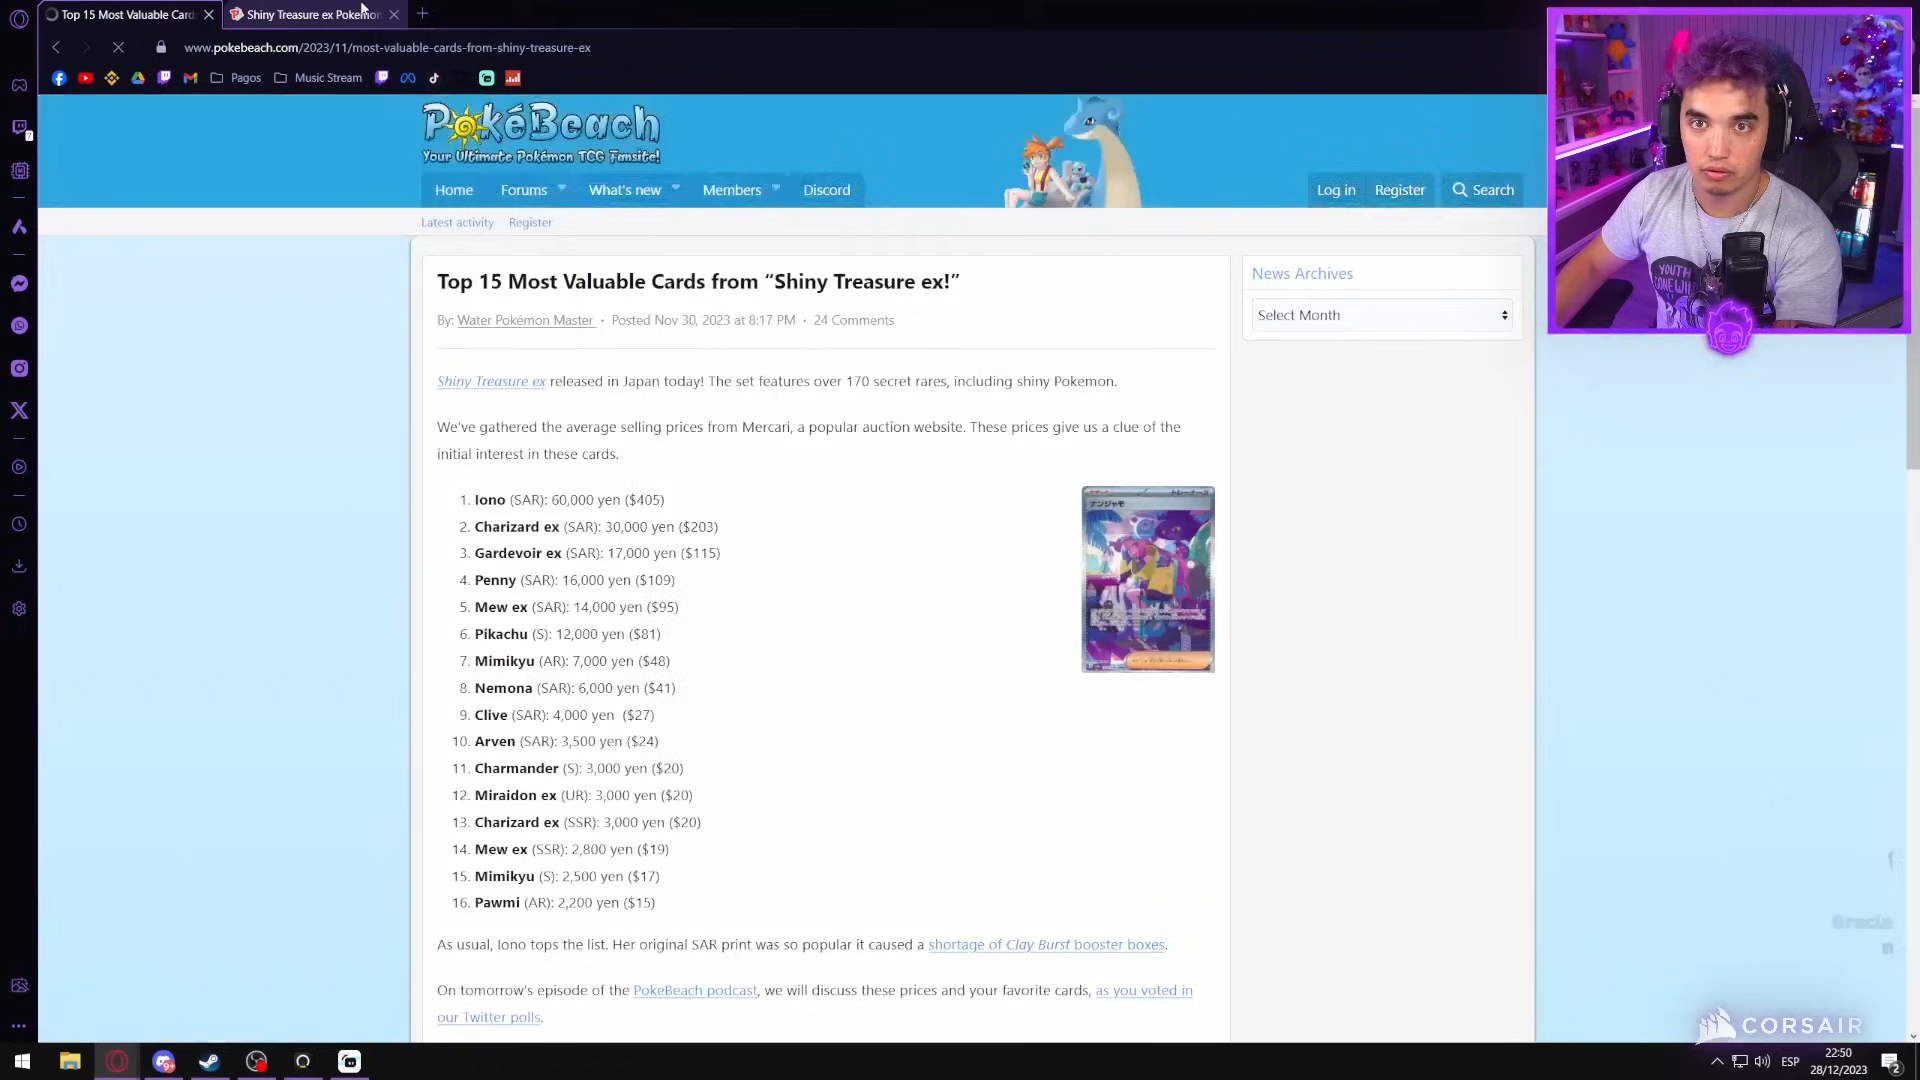 Top 15 Most Valuable Card
Shiny Treasure ex Pokemon
www.pokebeach.com/2023/11/most-valuable-cards-from-shiny-treasure-ex
Pagos
Music Stream
7
PokéBeach
Your Ultimate Pokémon TCG Fansite!
Home
Forums
What's new
Members
Discord
Log in
Register
Search
Latest activity
Register
Top 15 Most Valuable Cards from “Shiny Treasure ex!”
By: Water Pokémon Master • Posted Nov 30, 2023 at 8:17 PM • 24 Comments
Shiny Treasure ex released in Japan today! The set features over 170 secret rares, including shiny Pokemon.
We’ve gathered the average selling prices from Mercari, a popular auction website. These prices give us a clue of the
initial interest in these cards.
1. Iono (SAR): 60,000 yen ($405)
2. Charizard ex (SAR): 30,000 yen ($203)
3. Gardevoir ex (SAR): 17,000 yen ($115)
4. Penny (SAR): 16,000 yen ($109)
5. Mew ex (SAR): 14,000 yen ($95)
6. Pikachu (S): 12,000 yen ($81)
7. Mimikyu (AR): 7,000 yen ($48)
8. Nemona (SAR): 6,000 yen ($41)
9. Clive (SAR): 4,000 yen ($27)
10. Arven (SAR): 3,500 yen ($24)
11. Charmander (S): 3,000 yen ($20)
12. Miraidon ex (UR): 3,000 yen ($20)
13. Charizard ex (SSR): 3,000 yen ($20)
14. Mew ex (SSR): 2,800 yen ($19)
15. Mimikyu (S): 2,500 yen ($17)
16. Pawmi (AR): 2,200 yen ($15)
ナンジャモ
As usual, Iono tops the list. Her original SAR print was so popular it caused a shortage of Clay Burst booster boxes.
On tomorrow’s episode of the PokeBeach podcast, we will discuss these prices and your favorite cards, as you voted in
our Twitter polls.
News Archives
Select Month
YOUTH
GONE WILD
CORSAIR
9+
ESP
22:50
28/12/2023
2